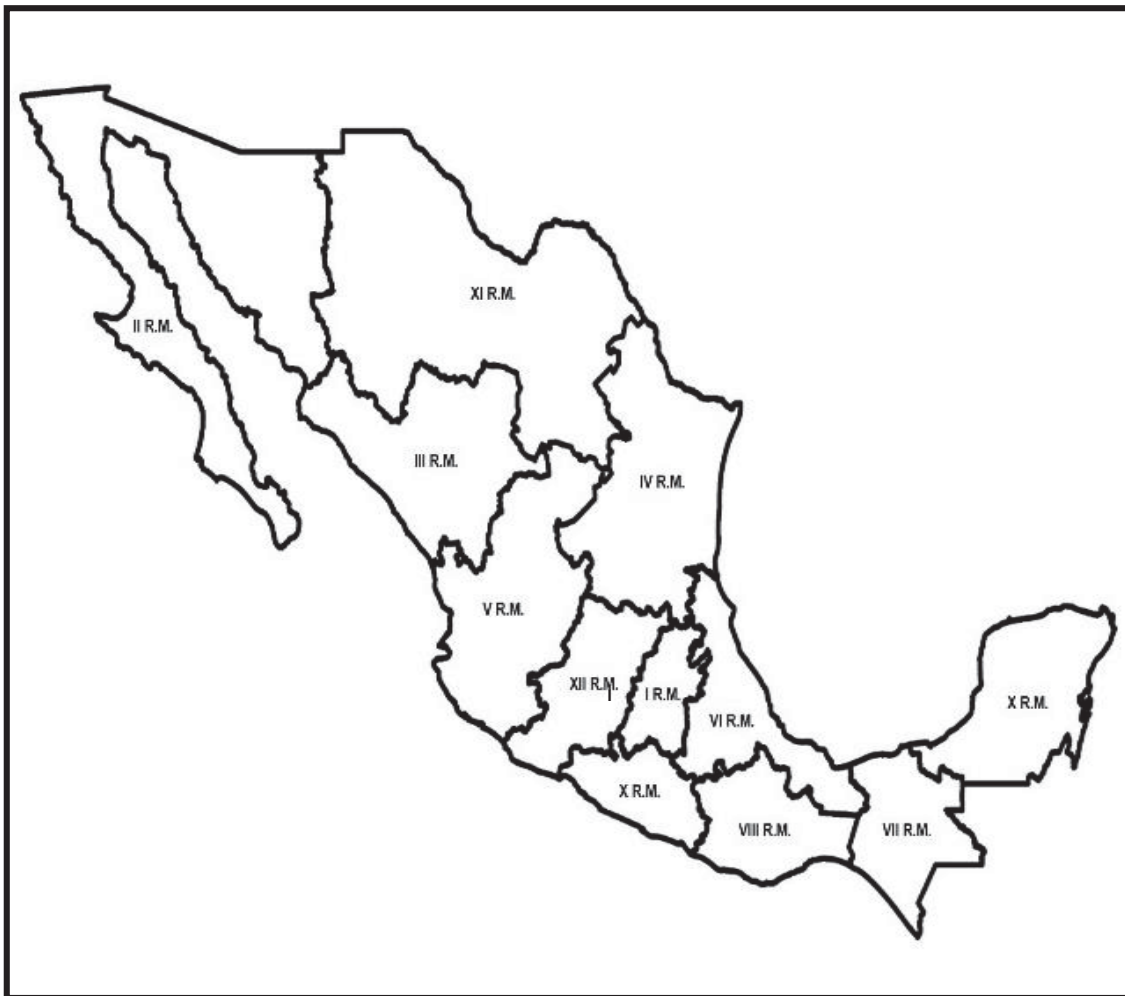 XI R.M.
II R.M.
III R.M.
IV R.M.
V R.M.
XII R.M.
I R.M.
X R.M.
VI R.M.
X R.M.
VIII R.M.
VII R.M.